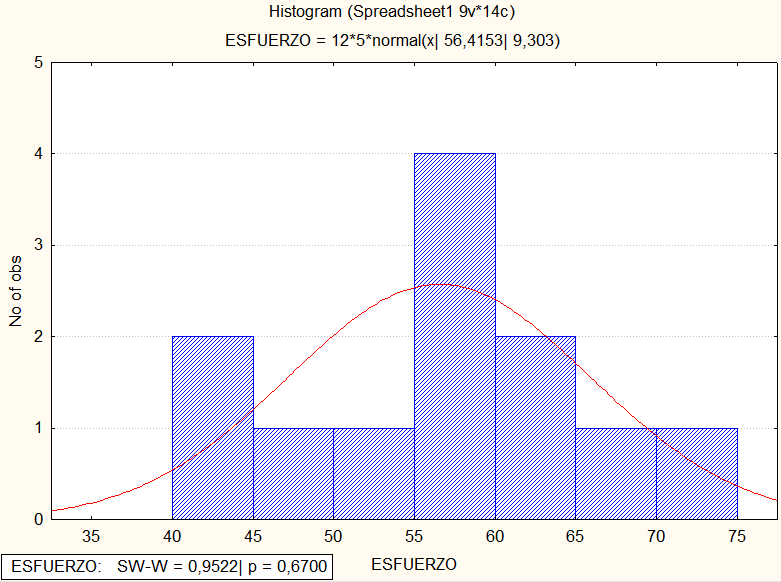 Histogram (Spreadsheet1 9v*14c)
ESFUERZO = 12*5*normal(x| 56,4153| 9,303)
5
4
3
2
1
0
No of obs
35 40 45 50 55 60 65 70 75
ESFUERZO
ESFUERZO: SW-W = 0,9522| p = 0,6700